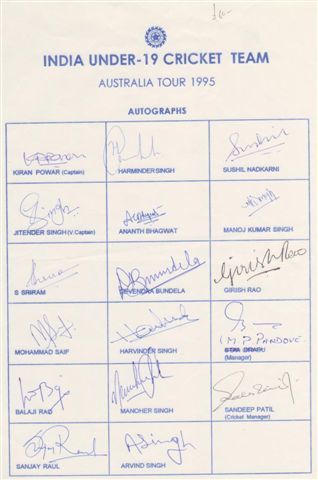 INDIA UNDER-19 CRICKET TEAM
AUSTRALIA TOUR 1995
AUTOGRAPHS
KIRAN POWAR (Captain)
HARMINDER SINGH
SUSHIL NADKARNI
JITENDER SINGH (V.Captain)
ANANTH BHAGWAT
MANOJ KUMAR SINGH
S SRIRAM
DEVENDRA BUNDELA
GIRISH RAO
MOHAMMAD SAIF
HARVINDER SINGH
(M. P. PANDOVE
(Manager)
BALAJI RAO
MANOHER SINGH
SANDEEP PATIL
(Cricket Manager)
SANJAY RAUL
ARVIND SINGH